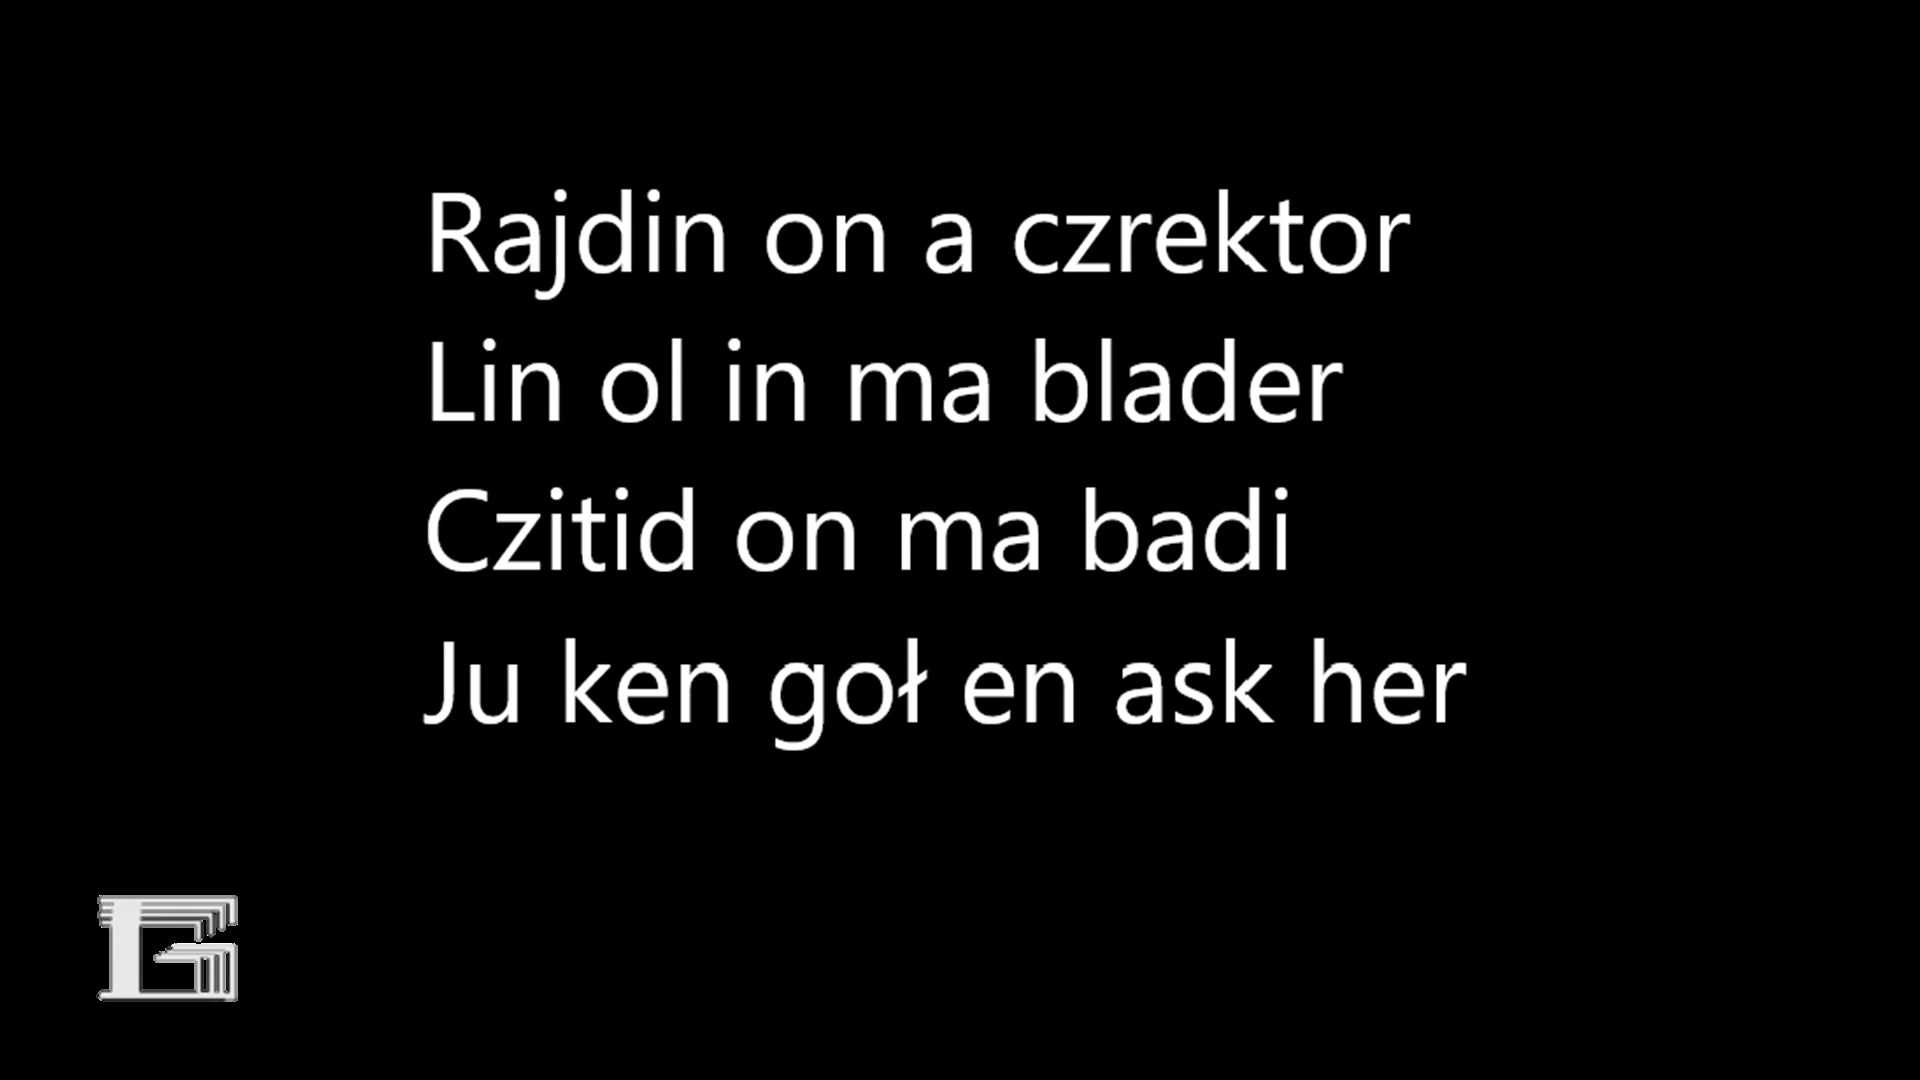 Rajdin on a czrektor
Lin ol in ma blader
Czitid on ma badi
Ju ken goł en ask her